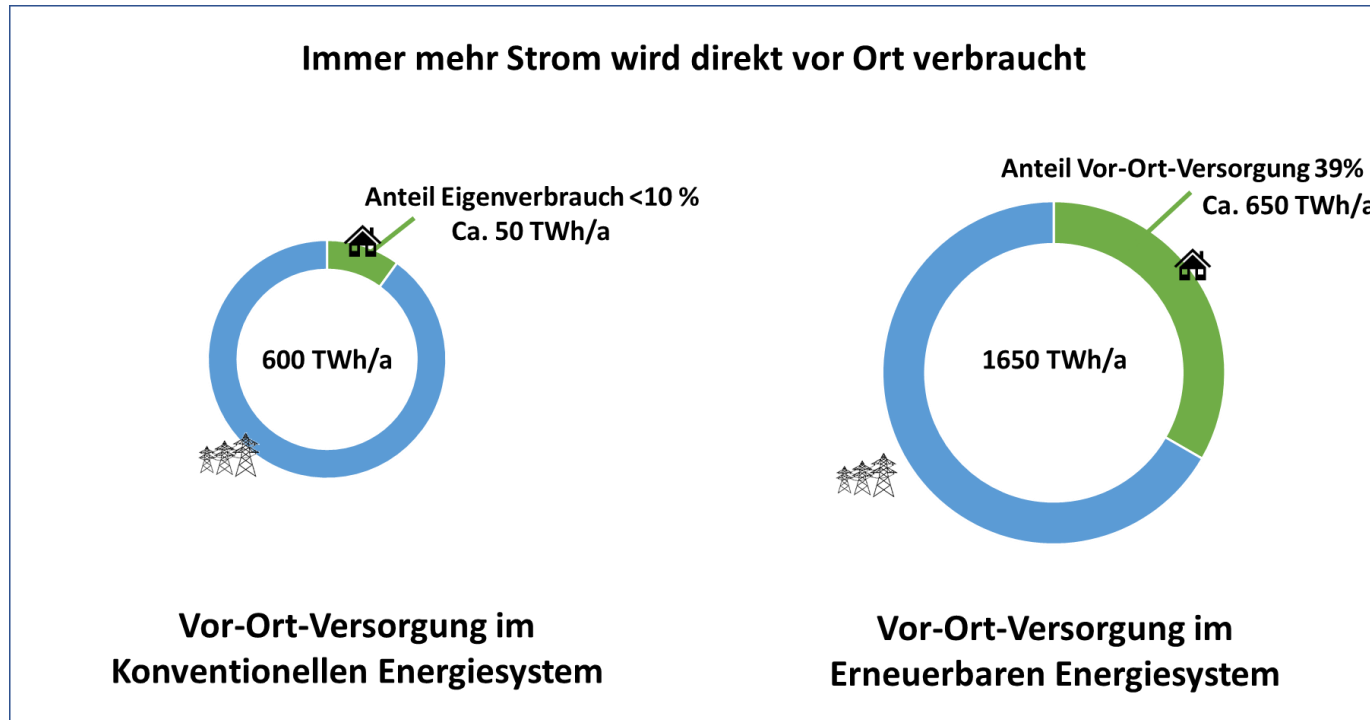 Immer mehr Strom wird direkt vor Ort verbraucht
Anteil Eigenverbrauch <10 %
Ca. 50 TWh/a
600 TWh/a
Vor-Ort-Versorgung im
Konventionellen Energiesystem
Anteil Vor-Ort-Versorgung 39%
Ca. 650 TWh/a
1650 TWh/a
Vor-Ort-Versorgung im
Erneuerbaren Energiesystem